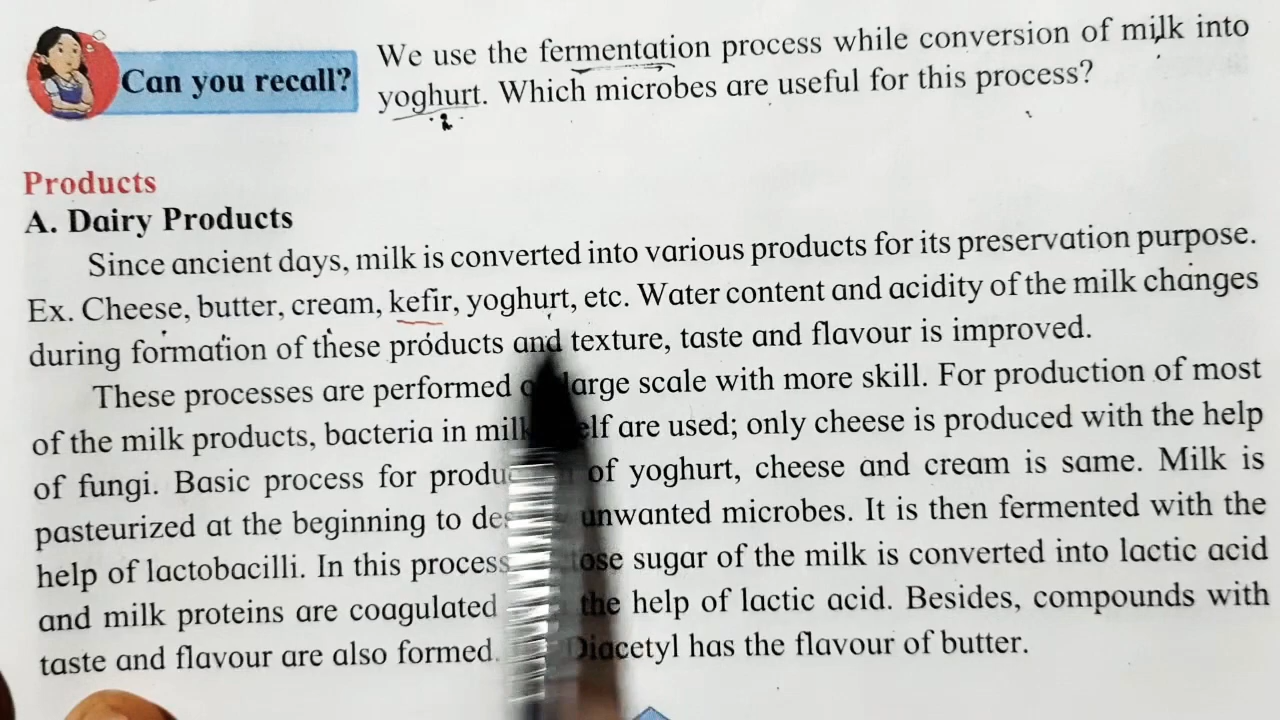 Can you recall?
We use the fermentation process while conversion of milk into
yoghurt. Which microbes are useful for this process?
Products
A. Dairy Products
Since ancient days, milk is converted into various products for its preservation purpose.
Ex. Cheese, butter, cream, kefir, yoghurt, etc. Water content and acidity of the milk changes
during formation of these products and texture, taste and flavour is improved.
These processes are performed large scale with more skill. For production of most
of the milk products, bacteria in milk are used; only cheese is produced with the help
of fungi. Basic process for of yoghurt, cheese and cream is same. Milk is
pasteurized at the beginning to unwanted microbes. It is then fermented with the
help of lactobacilli. In this process sugar of the milk is converted into lactic acid
and milk proteins are coagulated the help of lactic acid. Besides, compounds with
taste and flavour are also formed. Diacetyl has the flavour of butter.